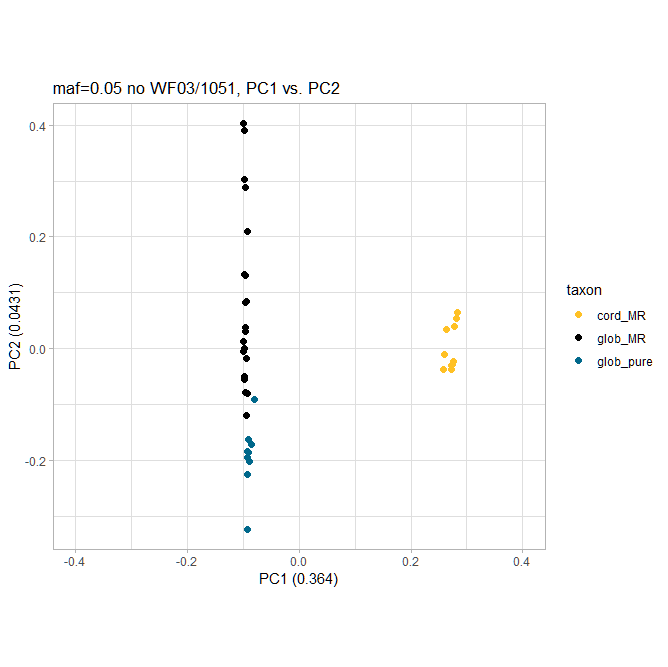 maf=0.05 no WF03/1051, PC1 vs. PC2
0.4
0.2
0.0
-0.2
PC2 (0.0431)
-0.4
-0.2
0.0
0.2
0.4
PC1 (0.364)
taxon
cord_MR
glob_MR
glob_pure